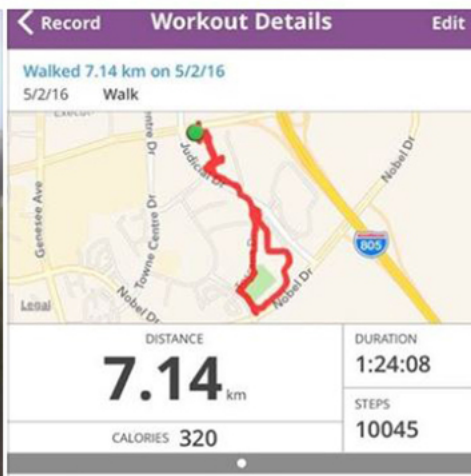 Record Workout Details Edit
Walked 7.14 km on 5/2/16
5/2/16 Walk
Judicial Dr
Nobel Dr
Genesee Ave
Towne Centre Dr
805
Nobel Dr
Nobel Dr
Legal
DISTANCE
7.14 km
CALORIES 320
DURATION
1:24:08
STEPS
10045